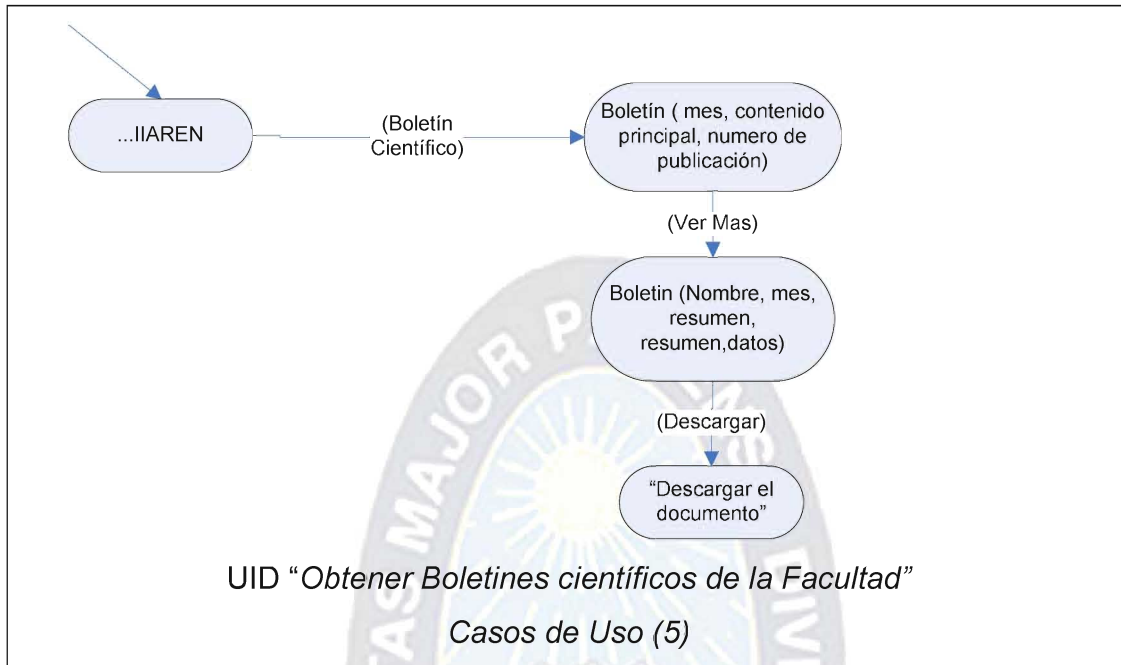 ...IIAREN
(Boletín
Científico)
Boletín ( mes, contenido
principal, numero de
publicación)
(Ver Mas)
Boletin (Nombre, mes,
resumen,
resumen,datos)
(Descargar)
“Descargar el
documento”
UID “Obtener Boletines científicos de la Facultad”
Casos de Uso (5)